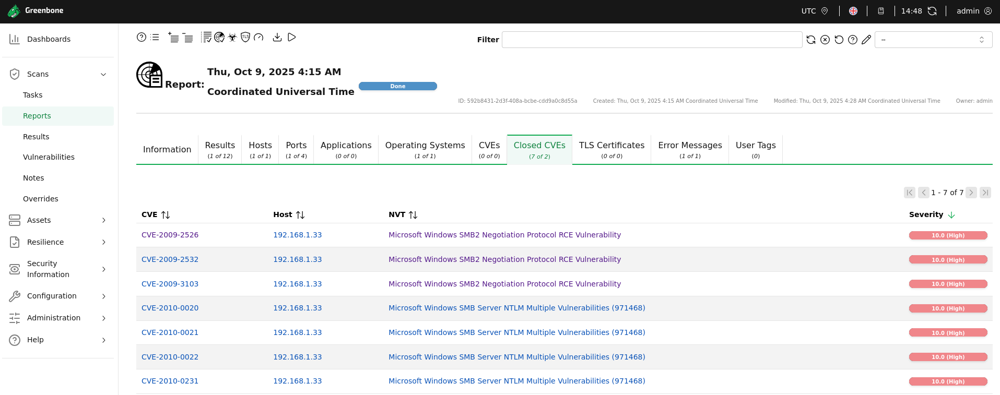 Greenbone
UTC
14:48
admin
Dashboards
Scans
Tasks
Reports
Results
Vulnerabilities
Notes
Overrides
Assets
Resilience
Security
Information
Configuration
Administration
Help
TLS
Filter
--
Report:
Thu, Oct 9, 2025 4:15 AM
Coordinated Universal Time
Done
ID: 592b8431-2d3f-408a-bcbe-cdd9a0c8d55a Created: Thu, Oct 9, 2025 4:15 AM Coordinated Universal Time Modified: Thu, Oct 9, 2025 4:28 AM Coordinated Universal Time Owner: admin
Information
Results
(1 of 12)
Hosts
(1 of 1)
Ports
(1 of 4)
Applications
(0 of 0)
Operating Systems
(1 of 1)
CVEs
(0 of 0)
Closed CVEs
(7 of 2)
TLS Certificates
(0 of 0)
Error Messages
(1 of 1)
User Tags
(0)
1 - 7 of 7
CVE Host NVT Severity
CVE-2009-2526 192.168.1.33 Microsoft Windows SMB2 Negotiation Protocol RCE Vulnerability 10.0 (High)
CVE-2009-2532 192.168.1.33 Microsoft Windows SMB2 Negotiation Protocol RCE Vulnerability 10.0 (High)
CVE-2009-3103 192.168.1.33 Microsoft Windows SMB2 Negotiation Protocol RCE Vulnerability 10.0 (High)
CVE-2010-0020 192.168.1.33 Microsoft Windows SMB Server NTLM Multiple Vulnerabilities (971468) 10.0 (High)
CVE-2010-0021 192.168.1.33 Microsoft Windows SMB Server NTLM Multiple Vulnerabilities (971468) 10.0 (High)
CVE-2010-0022 192.168.1.33 Microsoft Windows SMB Server NTLM Multiple Vulnerabilities (971468) 10.0 (High)
CVE-2010-0231 192.168.1.33 Microsoft Windows SMB Server NTLM Multiple Vulnerabilities (971468) 10.0 (High)